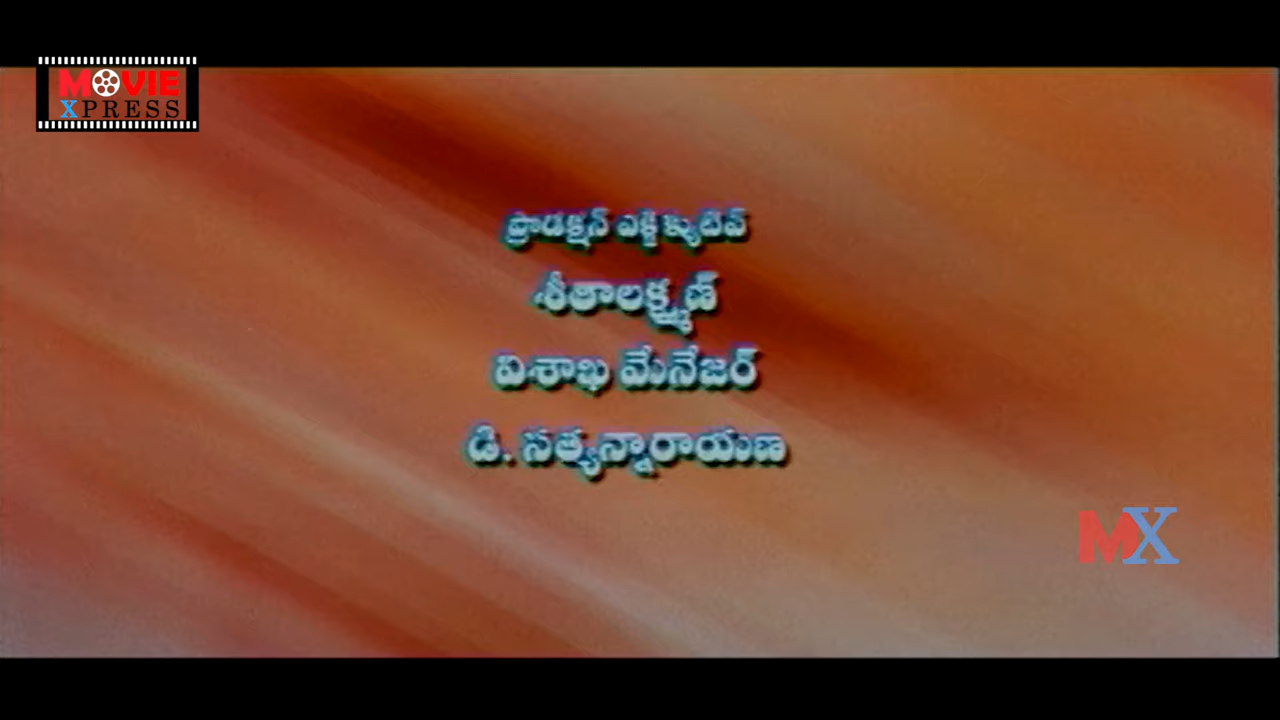 MOVIE
XPRESS
ప్రొడక్షన్ ఎక్జిక్యుటివ్
శీతాలక్ష్మణ్
విశాఖ మేనేజర్
డి. సత్యన్నారాయణ
MX